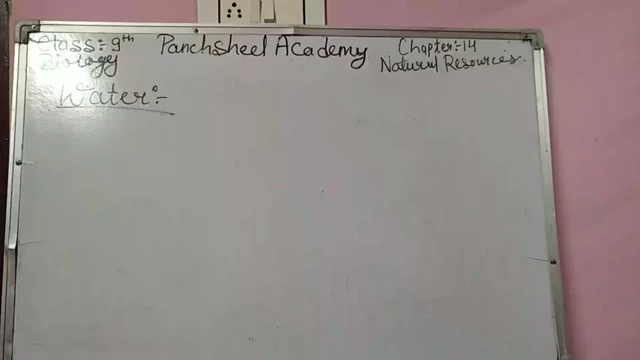 Class:- 9th Panchsheel Academy Chapter:-14
Biology Natural Resources.
Water:-